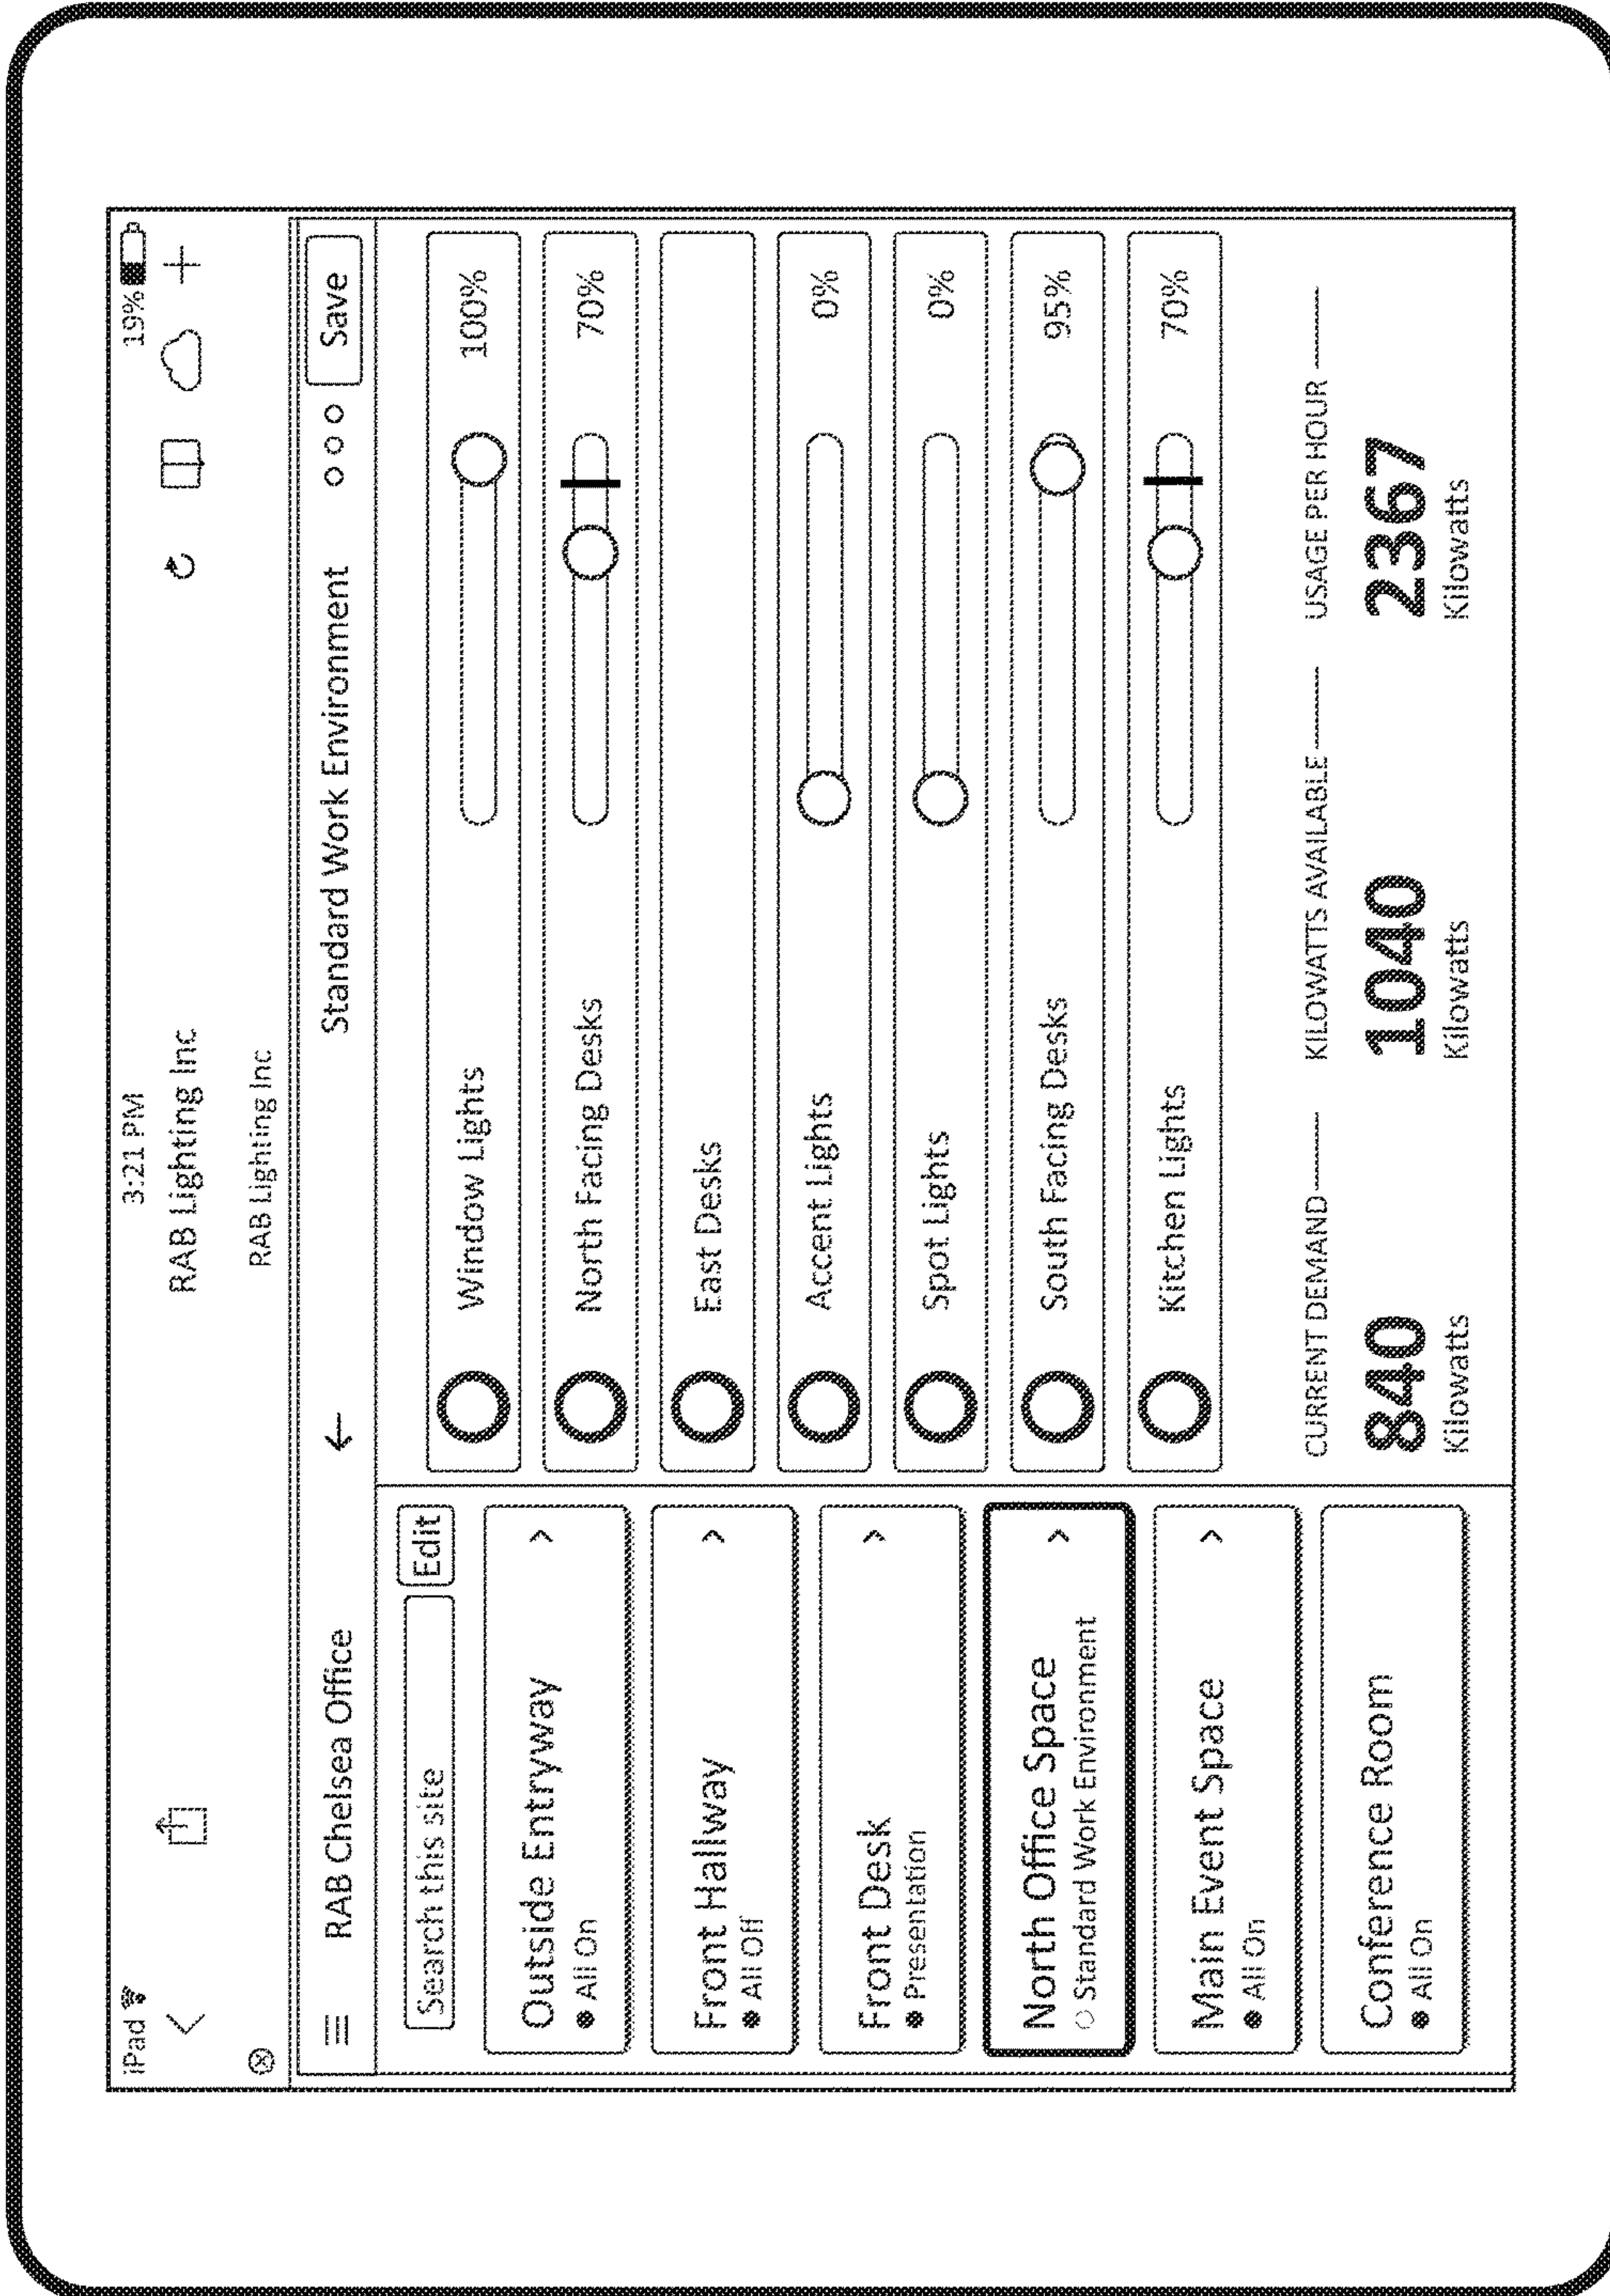 iPad 3:21 PM 19%
RAB Lighting Inc
RAB Lighting Inc
RAB Chelsea Office
Standard Work Environment
Save
Search this site
Edit
Outside Entryway
All On
Front Hallway
All Off
Front Desk
Presentation
North Office Space
Standard Work Environment
Main Event Space
All On
Conference Room
All On
Window Lights 100%
North Facing Desks 70%
East Desks
Accent Lights 0%
Spot Lights 0%
South Facing Desks 95%
Kitchen Lights 70%
CURRENT DEMAND
840
Kilowatts
KILOWATTS AVAILABLE
1040
Kilowatts
USAGE PER HOUR
2367
Kilowatts